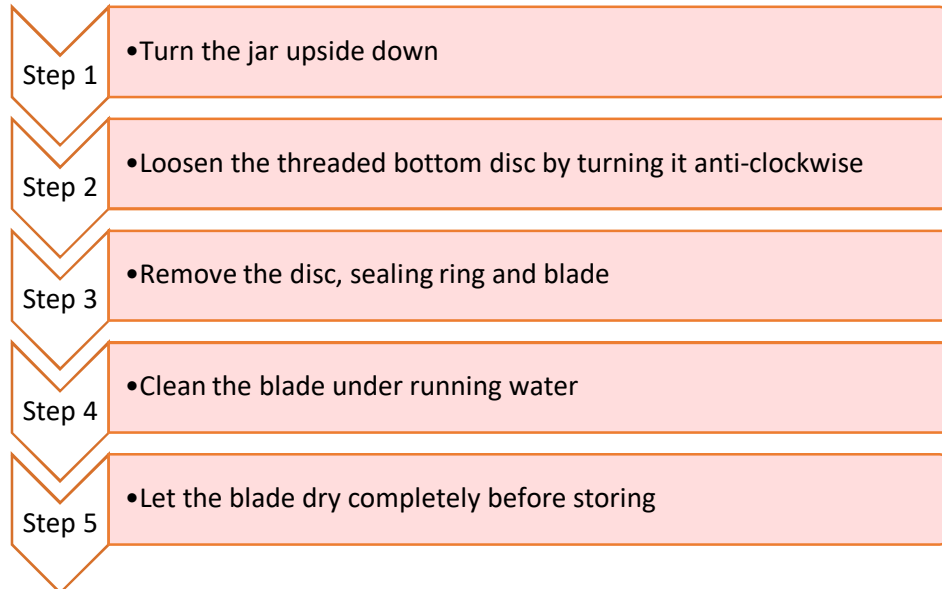 Step 1
•Turn the jar upside down
Step 2
•Loosen the threaded bottom disc by turning it anti-clockwise
Step 3
•Remove the disc, sealing ring and blade
Step 4
•Clean the blade under running water
Step 5
•Let the blade dry completely before storing